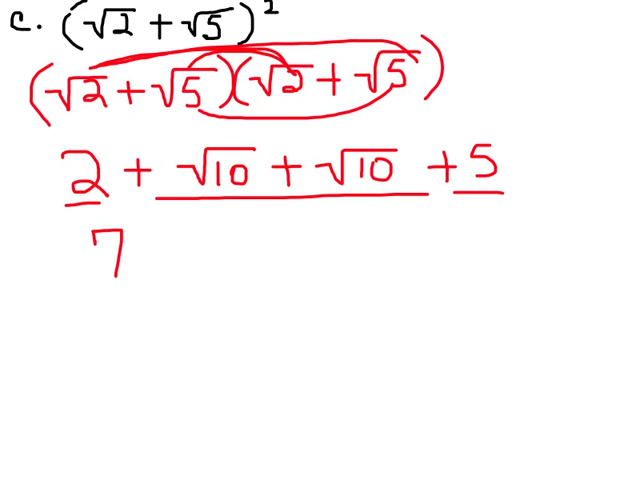 c. (√2 + √5)²
(√2 + √5)(√2 + √5)
2 + √10 + √10 + 5
7